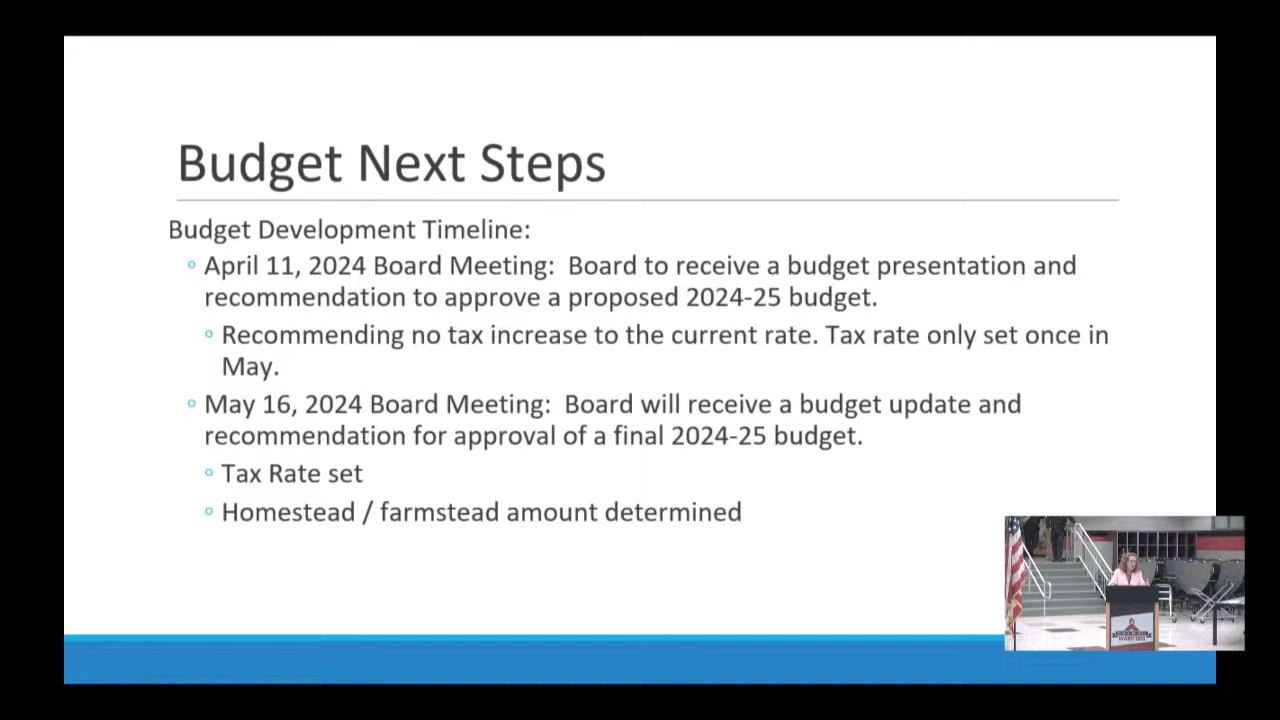 Budget Next Steps
Budget Development Timeline:
◦ April 11, 2024 Board Meeting:  Board to receive a budget presentation and
recommendation to approve a proposed 2024-25 budget.
◦ Recommending no tax increase to the current rate. Tax rate only set once in
May.
◦ May 16, 2024 Board Meeting:  Board will receive a budget update and
recommendation for approval of a final 2024-25 budget.
◦ Tax Rate set
◦ Homestead / farmstead amount determined